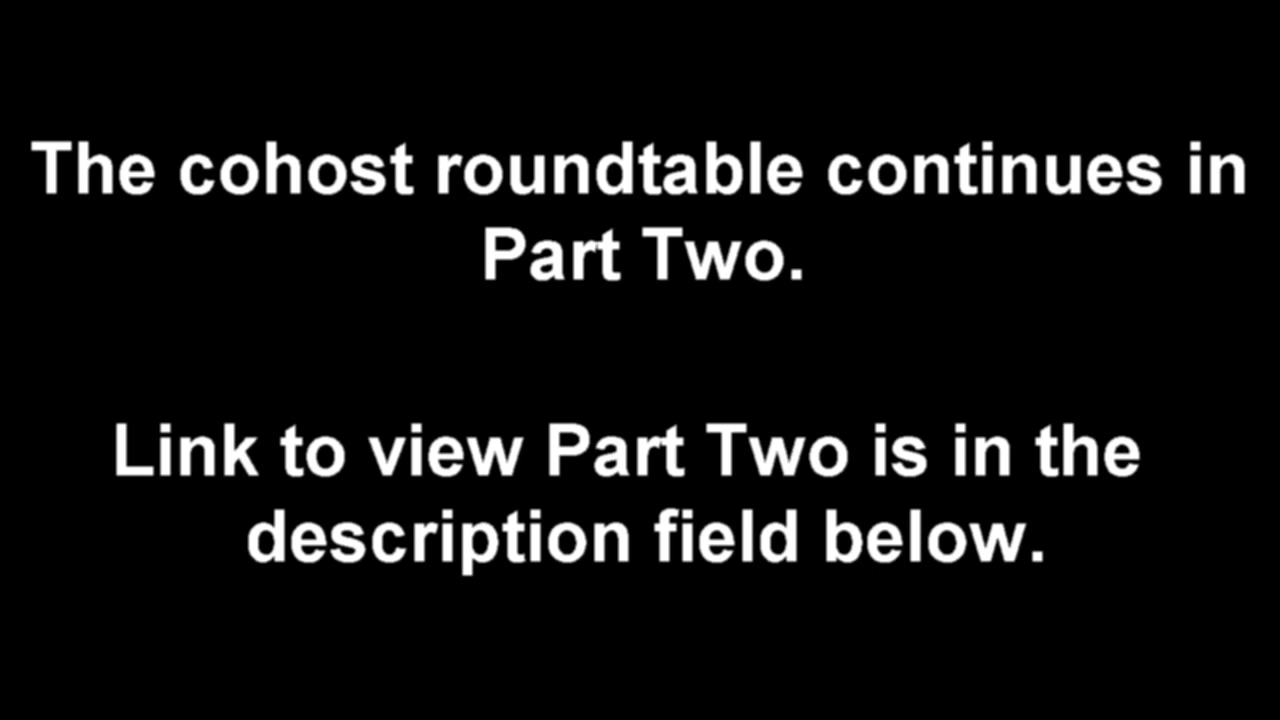 The cohost roundtable continues in
Part Two.
Link to view Part Two is in the
description field below.